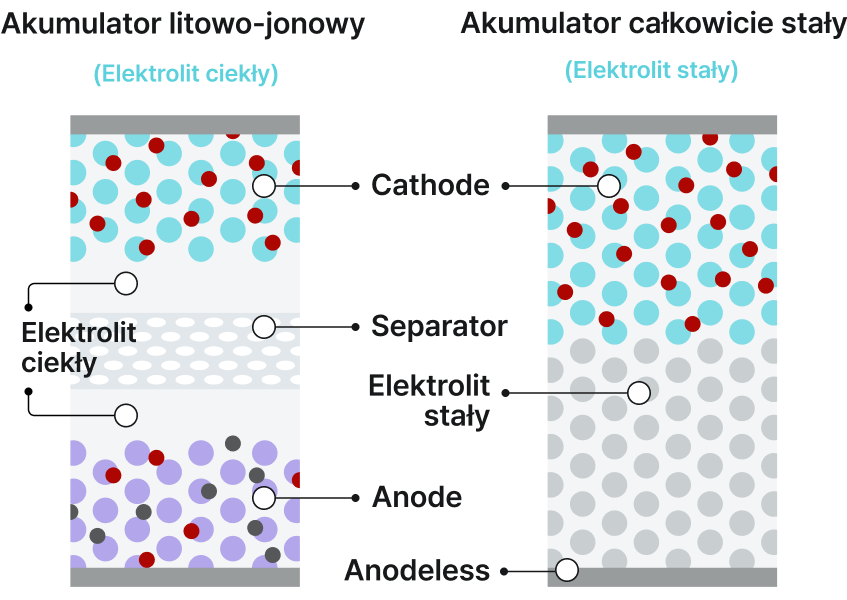 Akumulator litowo-jonowy
(Elektrolit ciekły)
Akumulator całkowicie stały
(Elektrolit stały)
Cathode
Elektrolit
ciekły
Separator
Elektrolit
stały
Anode
Anodeless